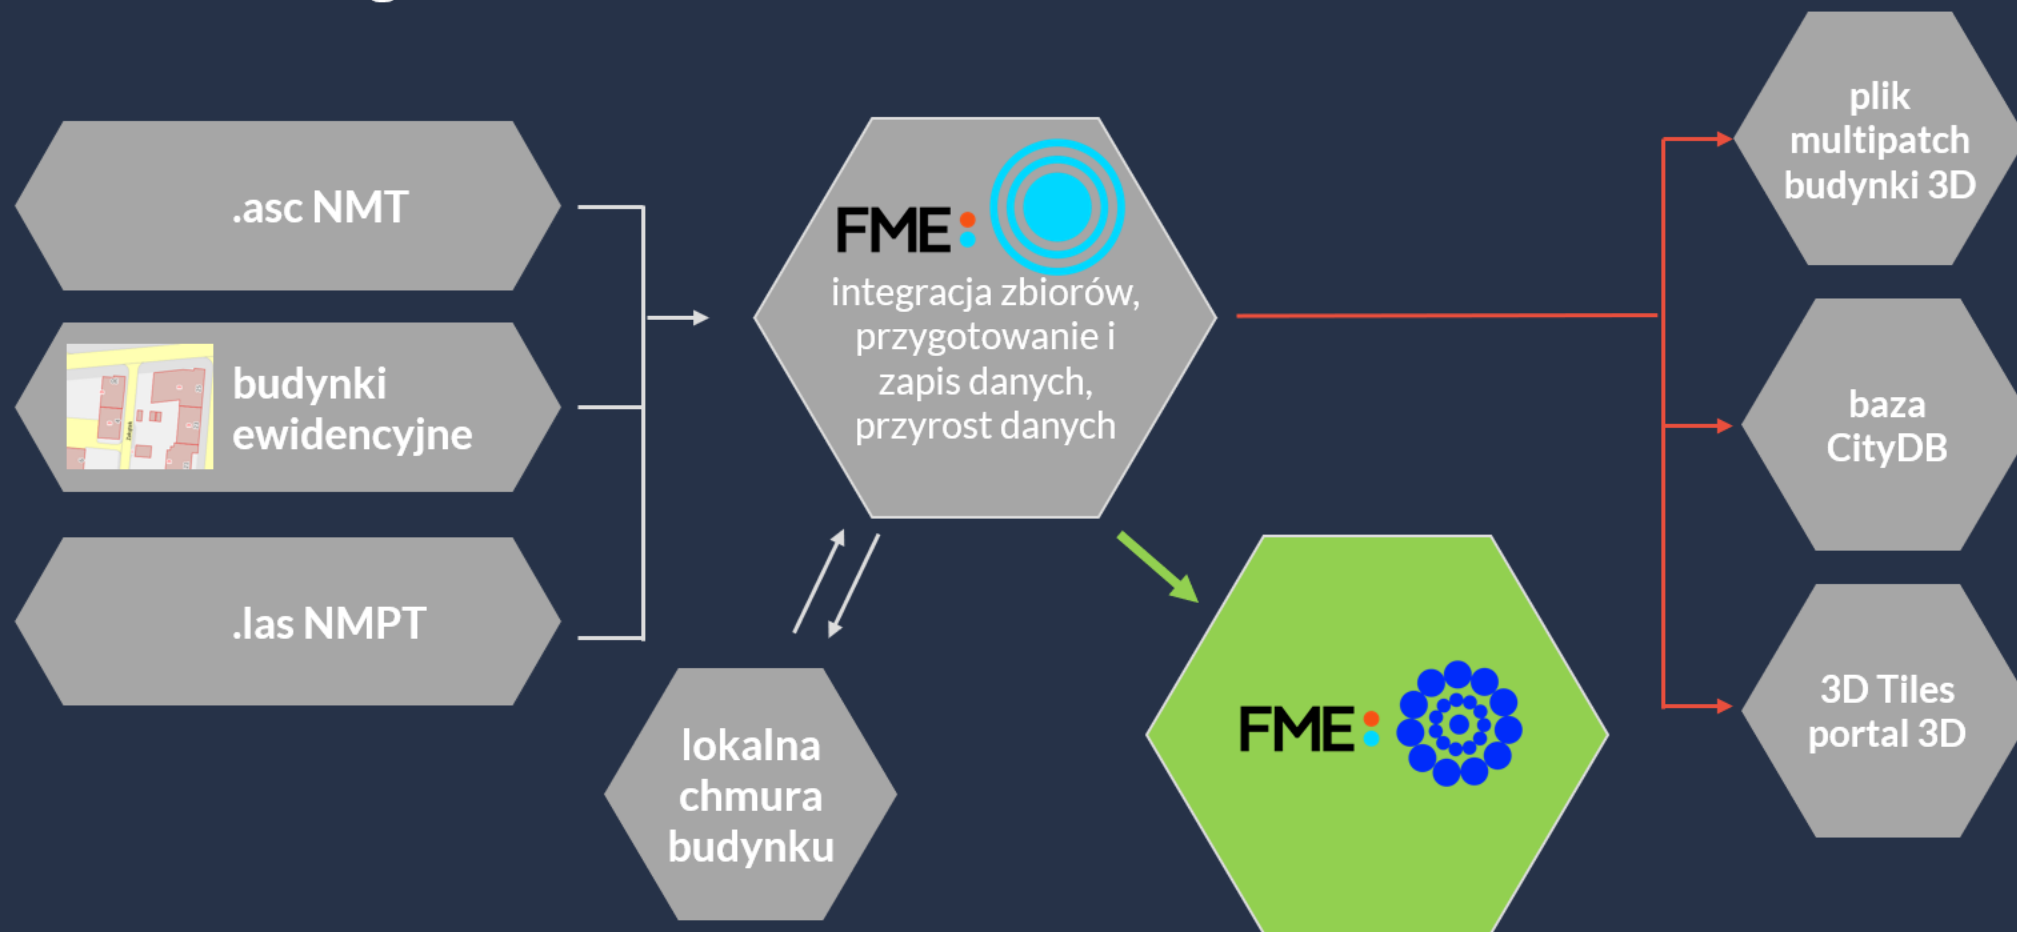 .asc NMT
budynki
ewidencyjne
.las NMPT
FME:
integracja zbiorów,
przygotowanie i
zapis danych,
przyrost danych
lokalna
chmura
budynku
FME:
plik
multipatch
budynki 3D
baza
CityDB
3D Tiles
portal 3D